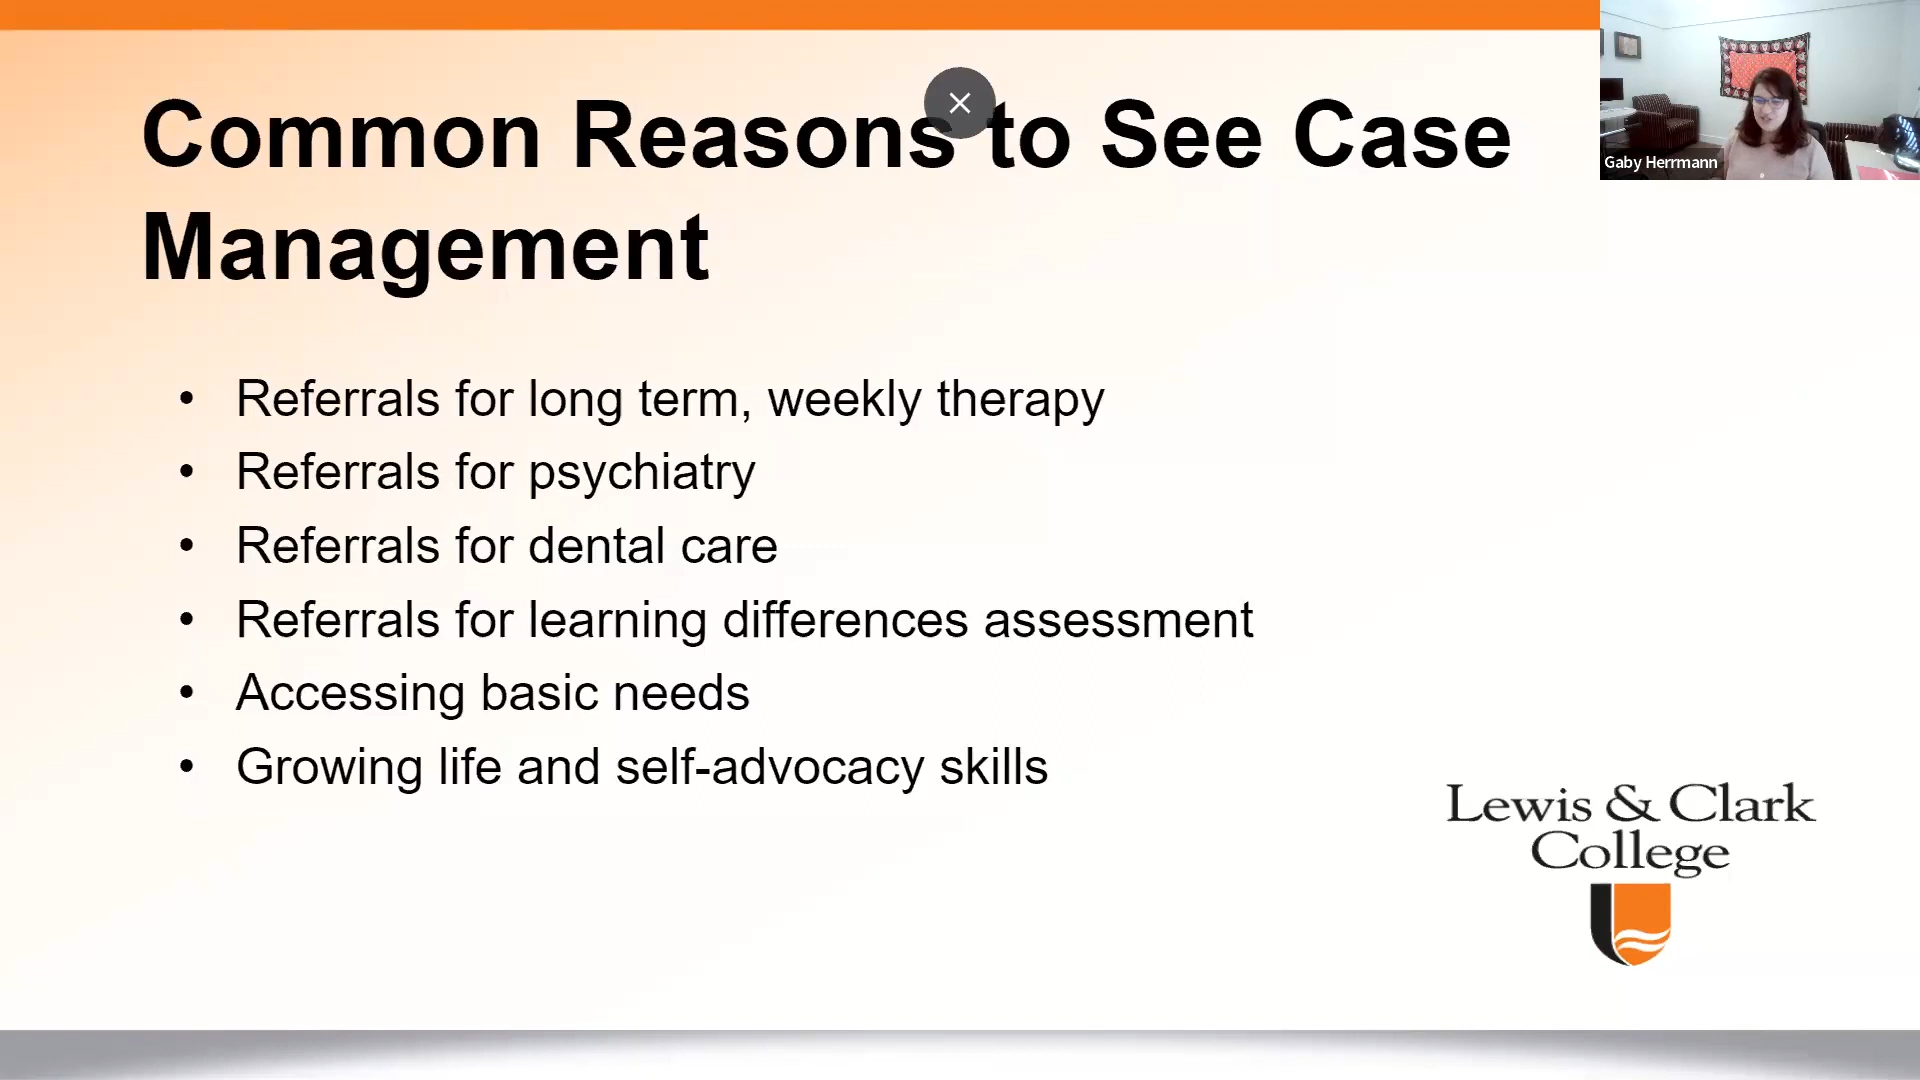 Common Reasons to See Case
Management
Gaby Herrmann
• Referrals for long term, weekly therapy
• Referrals for psychiatry
• Referrals for dental care
• Referrals for learning differences assessment
• Accessing basic needs
• Growing life and self-advocacy skills
Lewis & Clark
College